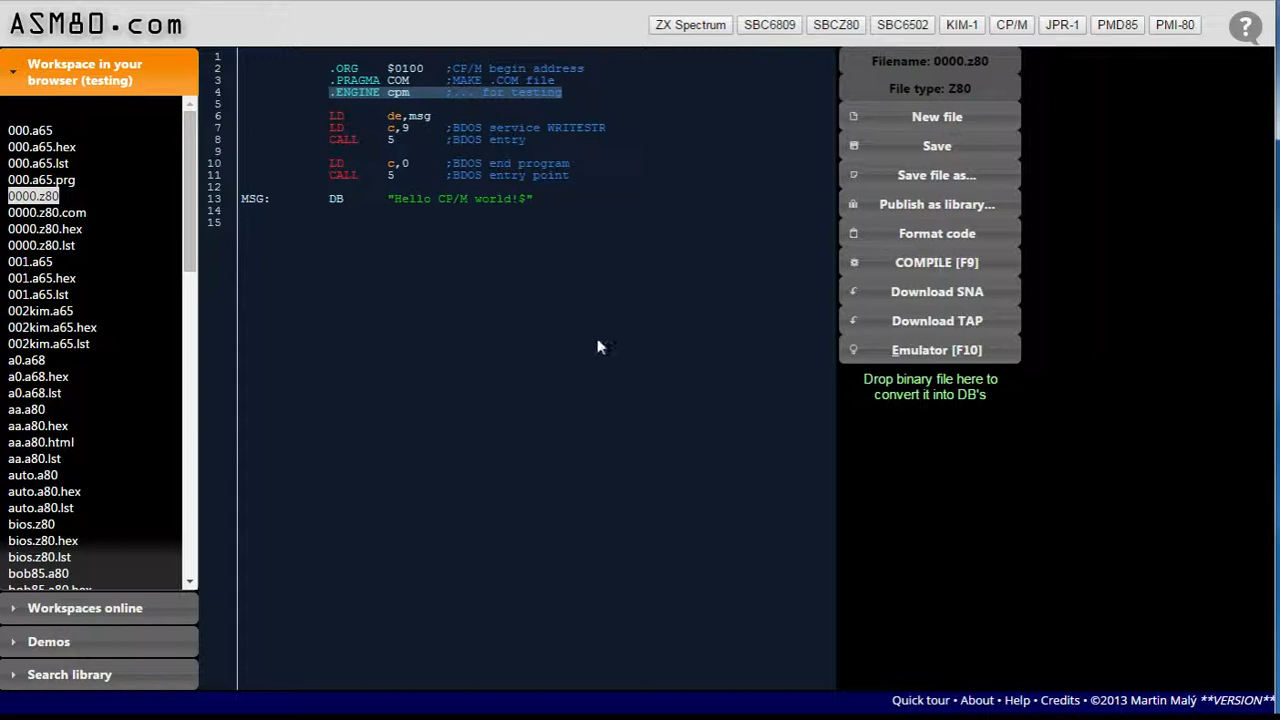 ASM80.com
ZX Spectrum SBC6809 SBCZ80 SBC6502 KIM-1 CP/M JPR-1 PMD85 PMI-80 ?
Workspace in your
browser (testing)
000.a65
000.a65.hex
000.a65.lst
000.a65.prg
0000.z80
0000.z80.com
0000.z80.hex
0000.z80.lst
001.a65
001.a65.hex
001.a65.lst
002kim.a65
002kim.a65.hex
002kim.a65.lst
a0.a68
a0.a68.hex
a0.a68.lst
aa.a80
aa.a80.hex
aa.a80.html
aa.a80.lst
auto.a80
auto.a80.hex
auto.a80.lst
bios.z80
bios.z80.hex
bios.z80.lst
bob85.a80
bob85.a80.hex
Workspaces online
Demos
Search library
1
2 .ORG $0100 ;CP/M begin address
3 .PRAGMA COM ;MAKE .COM file
4 .ENGINE cpm ;... for testing
5
6 LD de,msg
7 LD c,9 ;BDOS service WRITESTR
8 CALL 5 ;BDOS entry
9
10 LD c,0 ;BDOS end program
11 CALL 5 ;BDOS entry point
12
13 MSG: DB "Hello CP/M world!$"
14
15
Filename: 0000.z80
File type: Z80
New file
Save
Save file as...
Publish as library...
Format code
COMPILE [F9]
Download SNA
Download TAP
Emulator [F10]
Drop binary file here to
convert it into DB's
Quick tour • About • Help • Credits • ©2013 Martin Malý **VERSION**